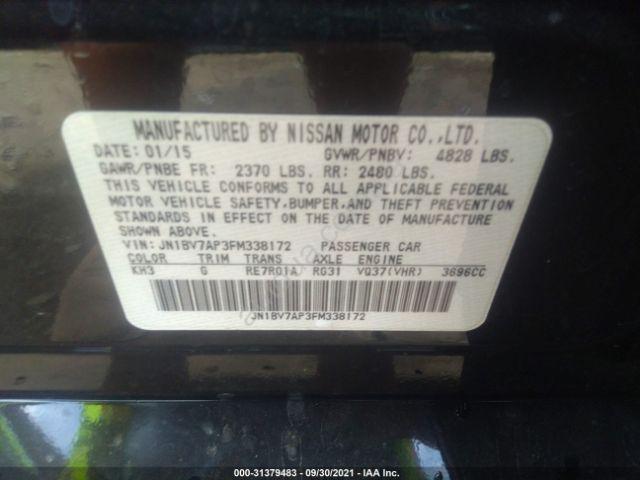 MANUFACTURED BY NISSAN MOTOR CO.,LTD.
DATE: 01/15 GVWR/PNBV: 4828 LBS.
GAWR/PNBE FR: 2370 LBS. RR: 2480 LBS.
THIS VEHICLE CONFORMS TO ALL APPLICABLE FEDERAL
MOTOR VEHICLE SAFETY,BUMPER,AND THEFT PREVENTION
STANDARDS IN EFFECT ON THE DATE OF MANUFACTURE
SHOWN ABOVE.
VIN: JN1BV7AP3FM338172 PASSENGER CAR
COLOR TRIM TRANS AXLE ENGINE
KH3 G RE7R01A RG31 VQ37(VHR) 3696CC
JN1BV7AP3FM338172
000-31379483 - 09/30/2021 - IAA Inc.